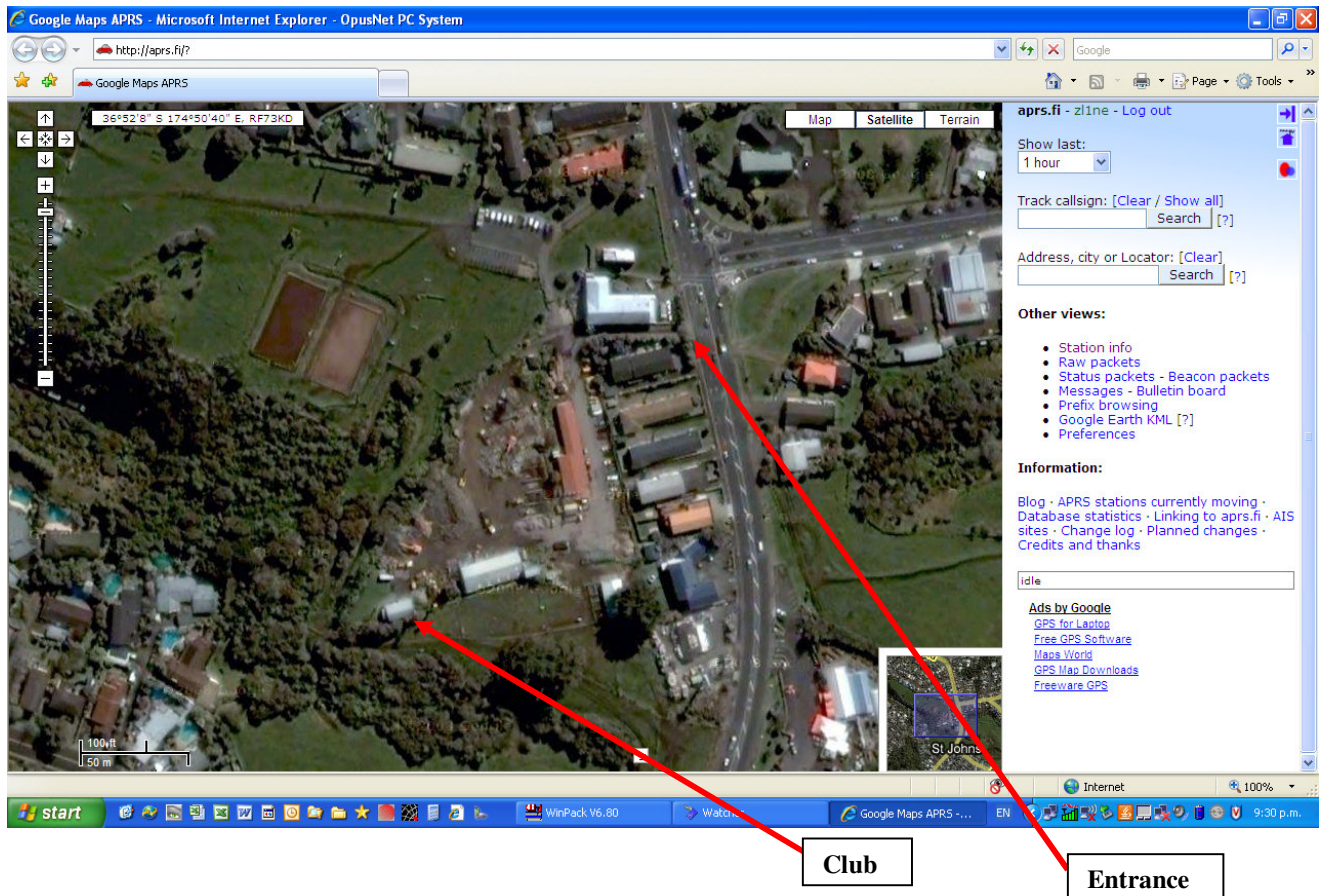 Google Maps APRS - Microsoft Internet Explorer - OpusNet PC System
http://aprs.fi/?
Google
Google Maps APRS
Page
Tools
36°52'8" S 174°50'40" E, RF73KD
Map
Satellite
Terrain
aprs.fi - zl1ne - Log out
Show last:
1 hour
Track callsign: [Clear / Show all]
Search [?]
Address, city or Locator: [Clear]
Search [?]
Other views:
Station info
Raw packets
Status packets - Beacon packets
Messages - Bulletin board
Prefix browsing
Google Earth KML [?]
Preferences
Information:
Blog · APRS stations currently moving ·
Database statistics · Linking to aprs.fi · AIS
sites · Change log · Planned changes ·
Credits and thanks
idle
Ads by Google
GPS for Laptop
Free GPS Software
Maps World
GPS Map Downloads
Freeware GPS
100 ft
50 m
St Johns
Internet
100%
start
WinPack V6.80
Google Maps APRS -...
EN
9:30 p.m.
Club
Entrance